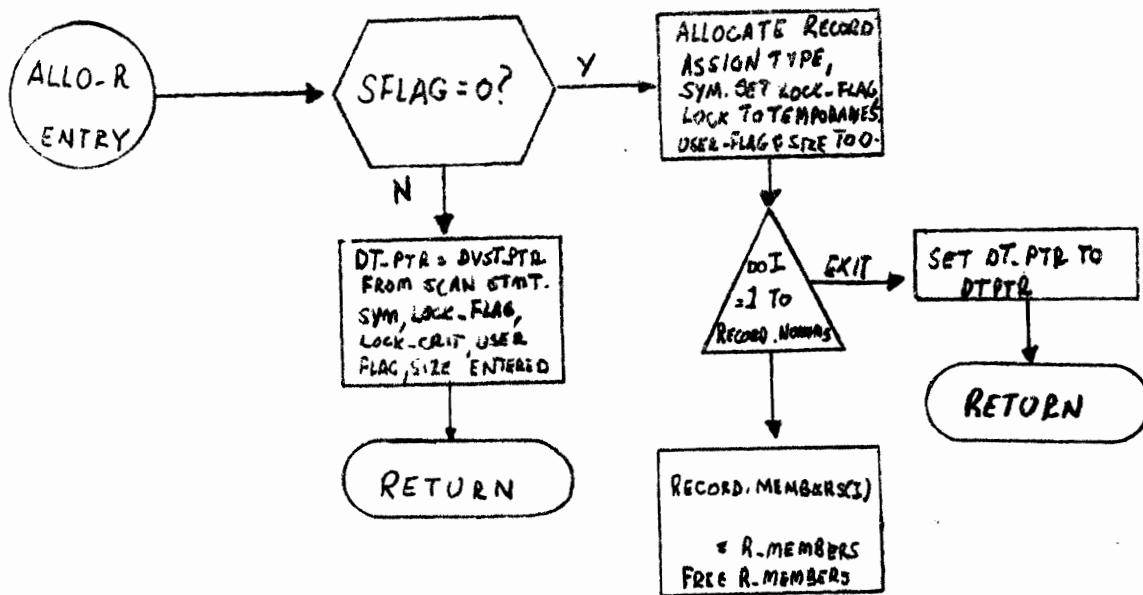 ALLO-R
ENTRY
SFLAG=0?
Y
N
ALLOCATE RECORD
ASSIGN TYPE,
SYM. SET LOCK-FLAG,
LOCK TO TEMPORARIES.
USER-FLAG & SIZE TO 0.
DT-PTR = DVST.PTR
FROM SCAN STMT.
SYM, LOCK-FLAG,
LOCK-CRIT, USER
FLAG, SIZE ENTERED
RETURN
DO I
=1 TO
RECORD.
EXIT
SET DT-PTR TO
DTPTR
RETURN
RECORD.MEMBERS(I)
= R-MEMBERS
FREE R-MEMBERS